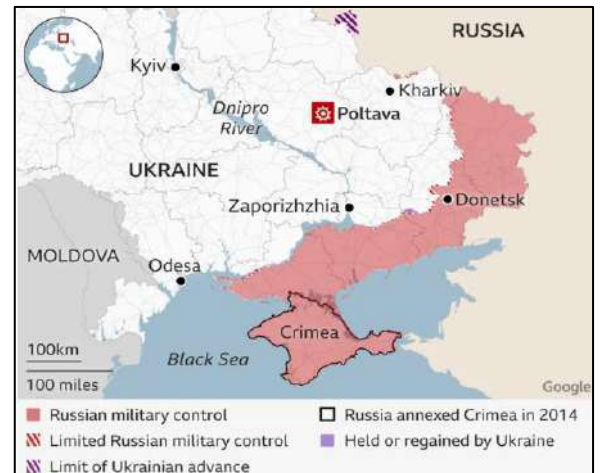 RUSSIA
Kyiv
Kharkiv
Dnipro
River
Poltava
UKRAINE
Zaporizhzhia
Donetsk
MOLDOVA
Odesa
Crimea
100km
100 miles
Black Sea
Google
Russian military control
Russia annexed Crimea in 2014
Limited Russian military control
Held or regained by Ukraine
Limit of Ukrainian advance